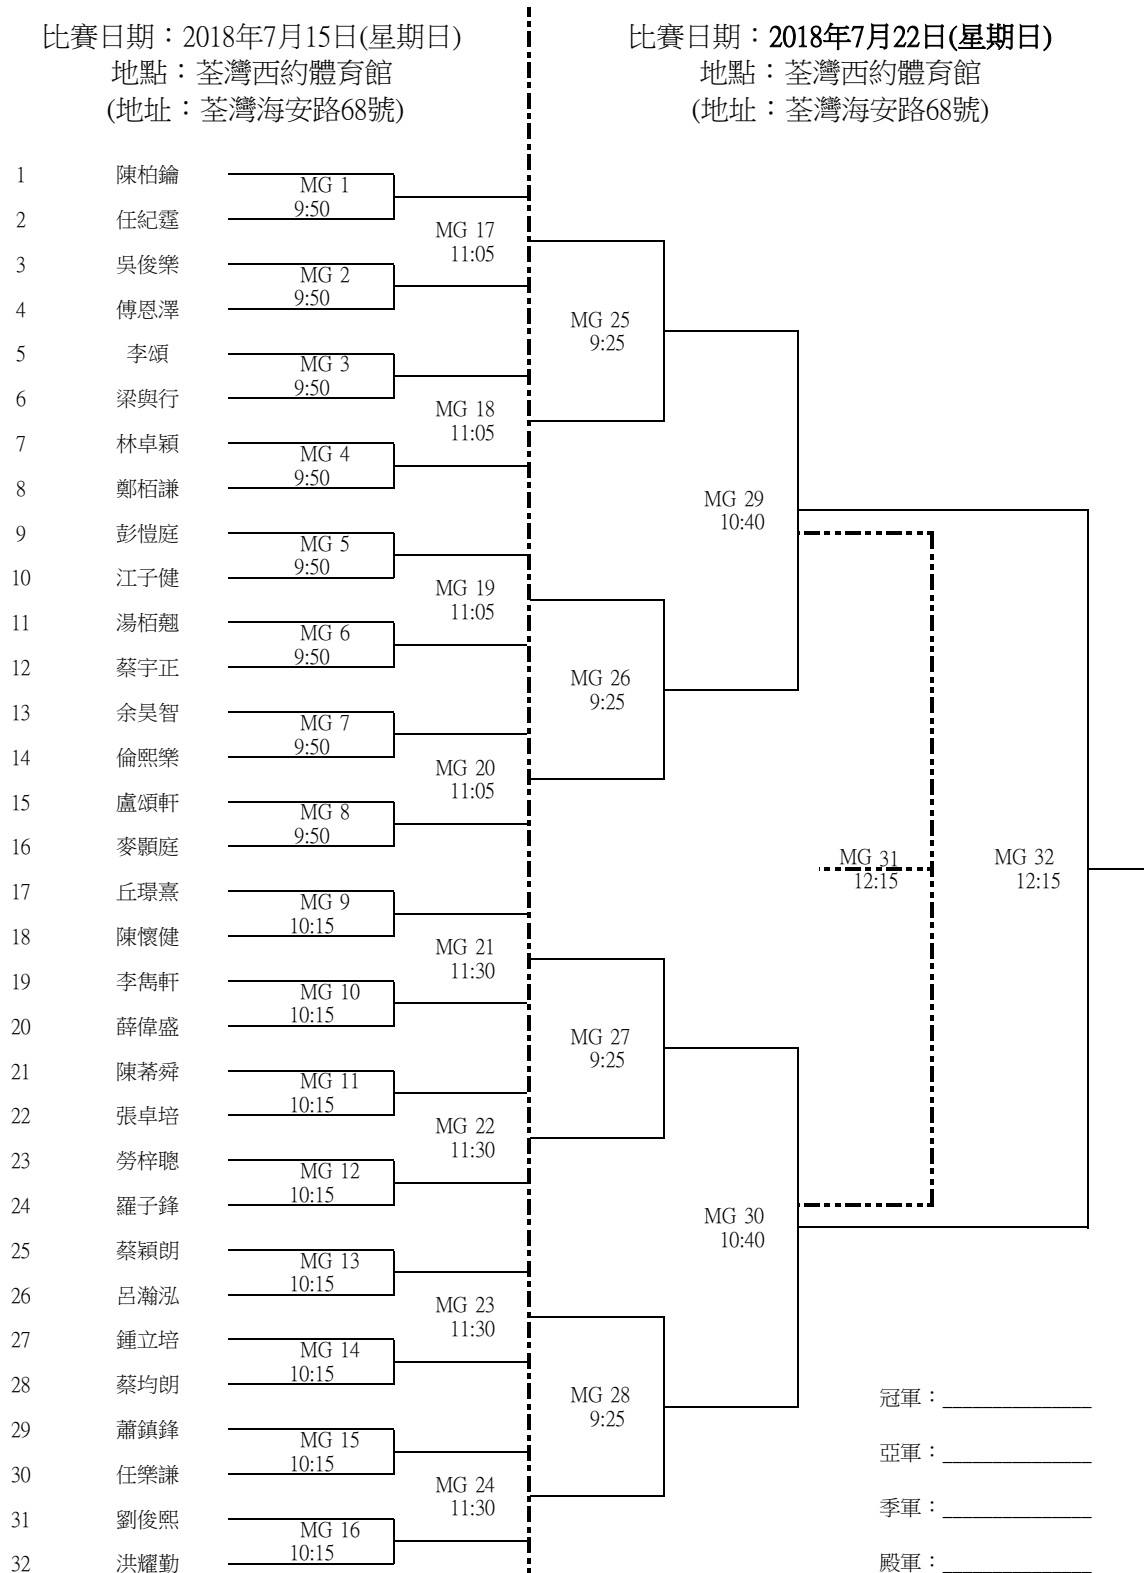 比賽日期：2018年7月15日(星期日)
地點：荃灣西約體育館
(地址：荃灣海安路68號)
比賽日期：2018年7月22日(星期日)
地點：荃灣西約體育館
(地址：荃灣海安路68號)
1 陳柏鑰
MG 1
9:50
2 任紀霆
MG 17
11:05
3 吳俊樂
MG 2
9:50
4 傅恩澤
MG 25
9:25
5 李頌
MG 3
9:50
6 梁與行
MG 18
11:05
7 林卓穎
MG 4
9:50
8 鄭栢謙
MG 29
10:40
9 彭愷庭
MG 5
9:50
10 江子健
MG 19
11:05
11 湯栢翹
MG 6
9:50
12 蔡宇正
MG 26
9:25
13 余昊智
MG 7
9:50
14 倫熙樂
MG 20
11:05
15 盧頌軒
MG 8
9:50
16 麥顥庭
MG 31
12:15
MG 32
12:15
17 丘璟熹
MG 9
10:15
18 陳懷健
MG 21
11:30
19 李雋軒
MG 10
10:15
20 薛偉盛
MG 27
9:25
21 陳莃舜
MG 11
10:15
22 張卓培
MG 22
11:30
23 勞梓聰
MG 12
10:15
24 羅子鋒
MG 30
10:40
25 蔡穎朗
MG 13
10:15
26 呂瀚泓
MG 23
11:30
27 鍾立培
MG 14
10:15
28 蔡均朗
MG 28
9:25
冠軍：_______________
29 蕭鎮鋒
MG 15
10:15
亞軍：_______________
30 任樂謙
MG 24
11:30
季軍：_______________
31 劉俊熙
MG 16
10:15
32 洪耀勤
殿軍：_______________